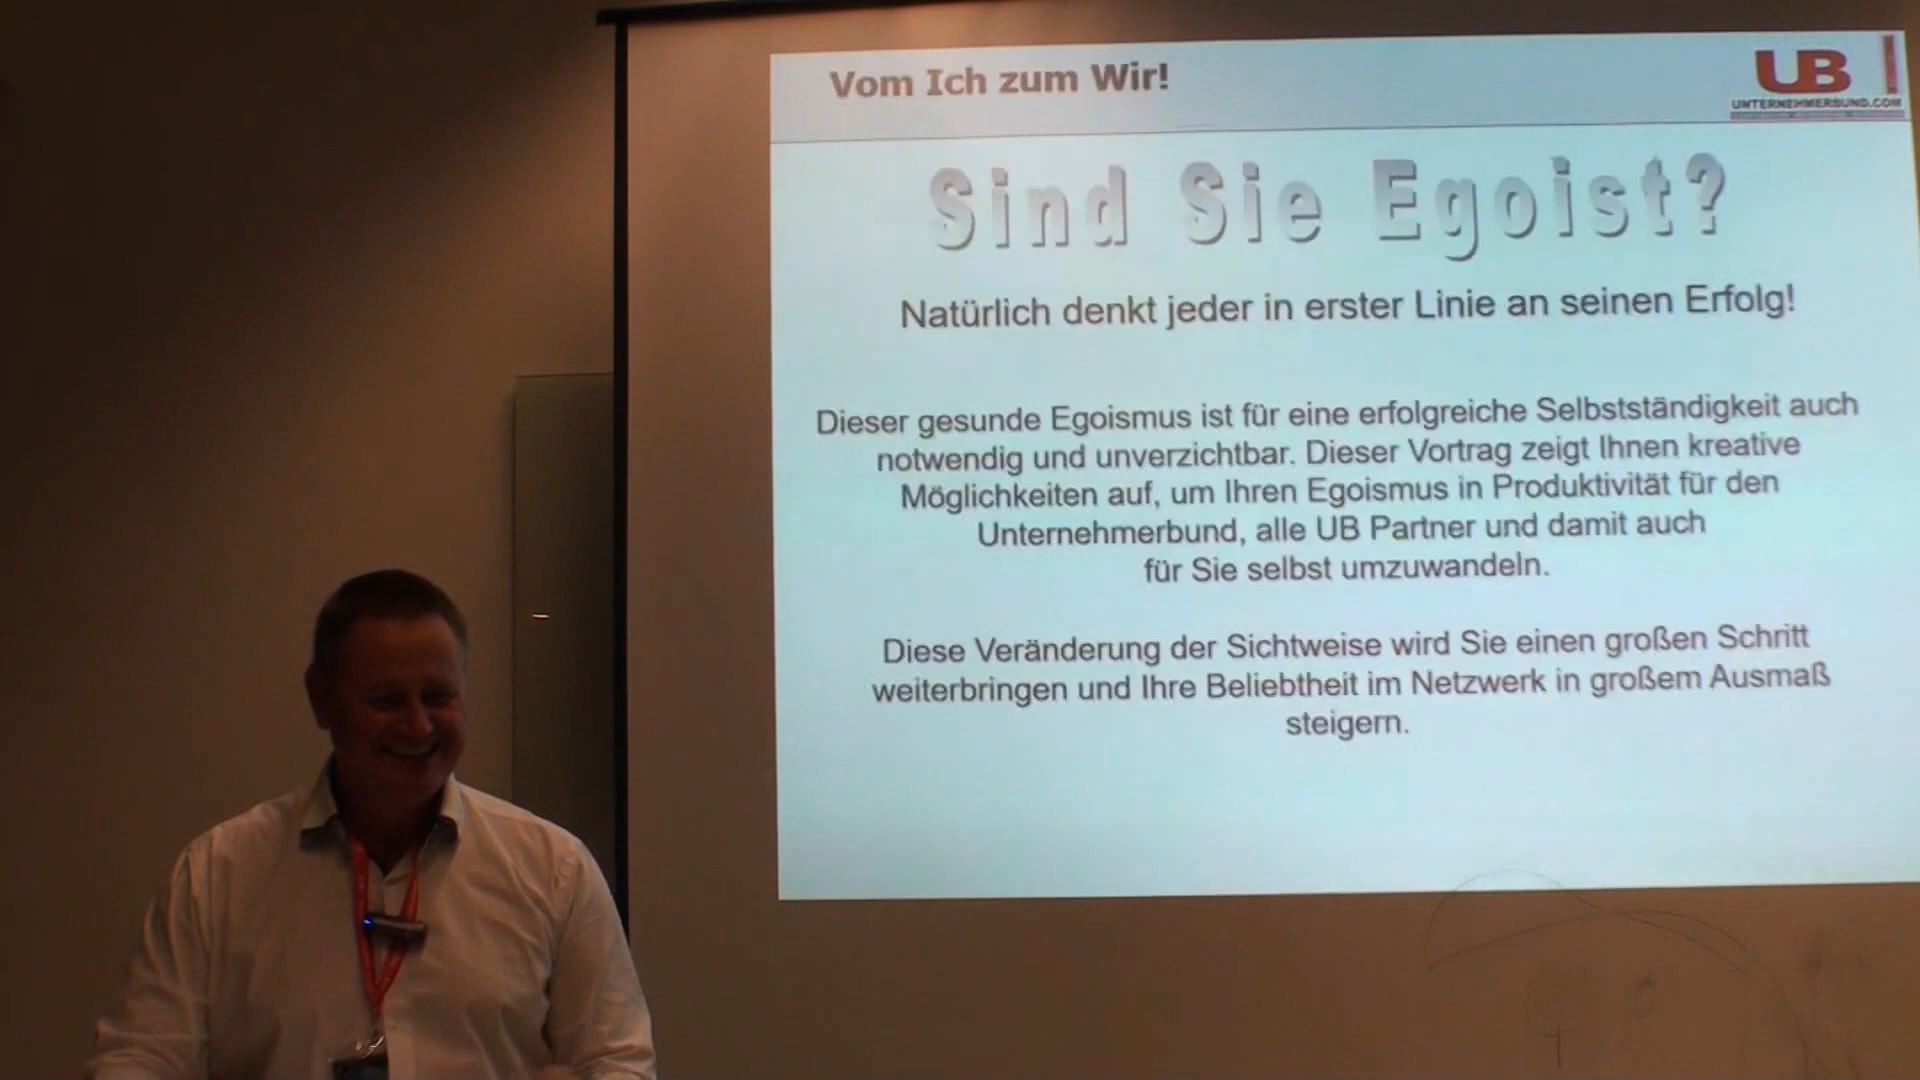 Vom Ich zum Wir!
UB
UNTERNEHMERBUND.COM
Sind Sie Egoist?
Natürlich denkt jeder in erster Linie an seinen Erfolg!
Dieser gesunde Egoismus ist für eine erfolgreiche Selbstständigkeit auch
notwendig und unverzichtbar. Dieser Vortrag zeigt Ihnen kreative
Möglichkeiten auf, um Ihren Egoismus in Produktivität für den
Unternehmerbund, alle UB Partner und damit auch
für Sie selbst umzuwandeln.
Diese Veränderung der Sichtweise wird Sie einen großen Schritt
weiterbringen und Ihre Beliebtheit im Netzwerk in großem Ausmaß
steigern.